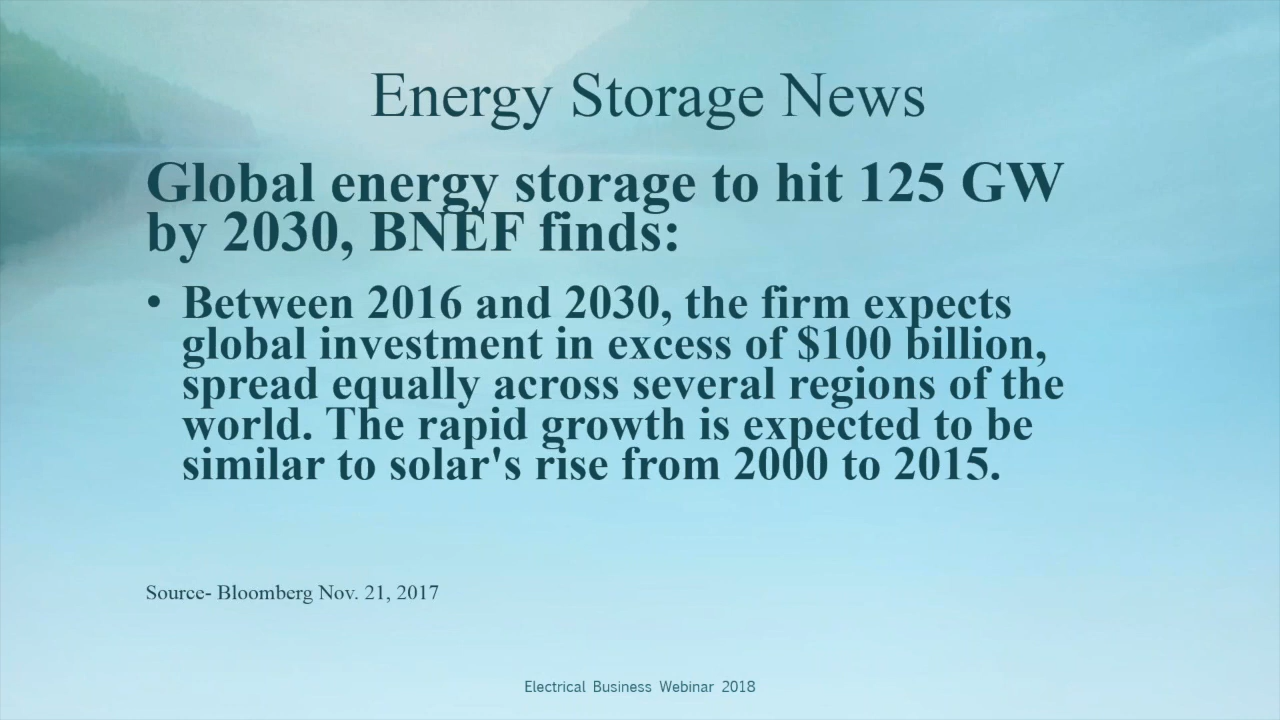 Energy Storage News
Global energy storage to hit 125 GW
by 2030, BNEF finds:
• Between 2016 and 2030, the firm expects
global investment in excess of $100 billion,
spread equally across several regions of the
world. The rapid growth is expected to be
similar to solar's rise from 2000 to 2015.
Source- Bloomberg Nov. 21, 2017
Electrical Business Webinar 2018